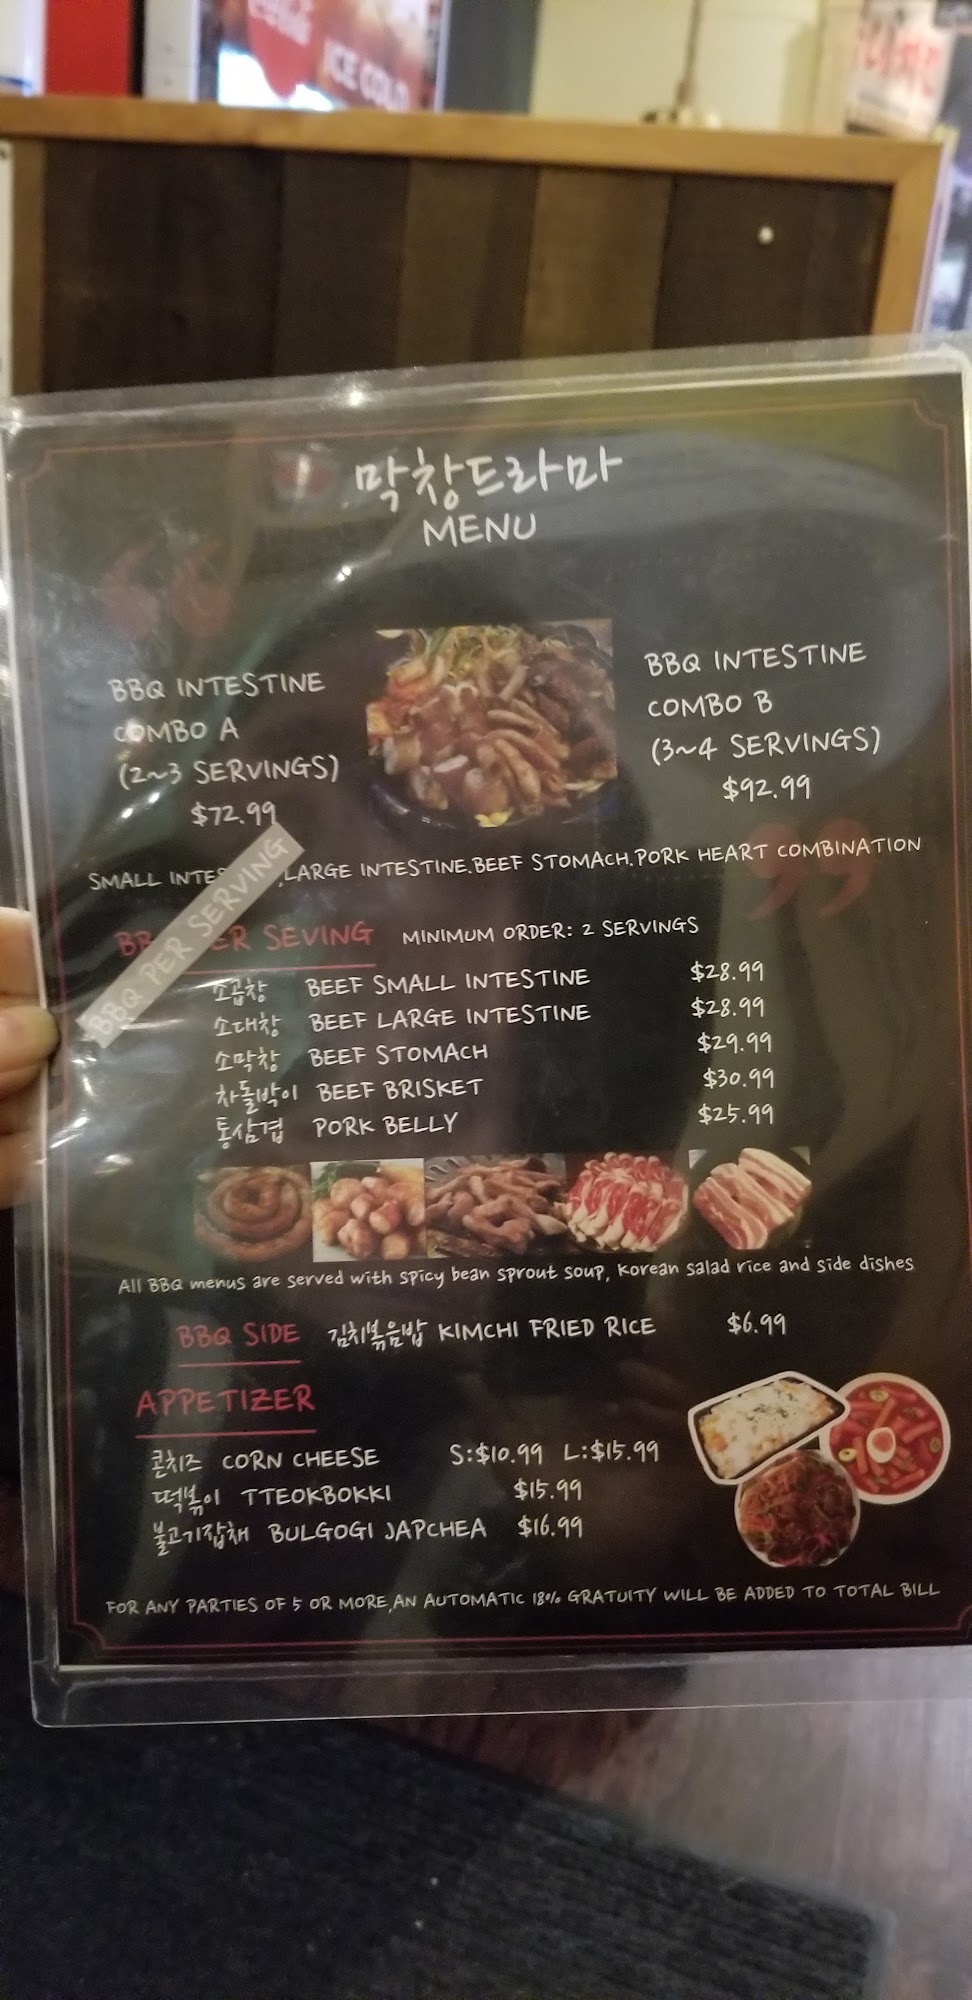 ICE COLD
막창드라마
MENU
BBQ INTESTINE
COMBO A
(2~3 SERVINGS)
$72.99
BBQ INTESTINE
COMBO B
(3~4 SERVINGS)
$92.99
SMALL ,LARGE INTESTINE.BEEF STOMACH.PORK HEART COMBINATION
BBQ PER SERVING
SEVING MINIMUM ORDER: 2 SERVINGS
소곱창 BEEF SMALL INTESTINE $28.99
소대창 BEEF LARGE INTESTINE $28.99
소막창 BEEF STOMACH $29.99
차돌박이 BEEF BRISKET $30.99
통삼겹 PORK BELLY $25.99
All BBQ menus are served with spicy bean sprout soup, Korean salad rice and side dishes
BBQ SIDE 김치볶음밥 KIMCHI FRIED RICE $6.99
APPETIZER
콘치즈 CORN CHEESE S:$10.99 L:$15.99
떡볶이 TTEOKBOKKI $15.99
불고기잡채 BULGOGI JAPCHEA $16.99
FOR ANY PARTIES OF 5 OR MORE,AN AUTOMATIC 18% GRATUITY WILL BE ADDED TO TOTAL BILL